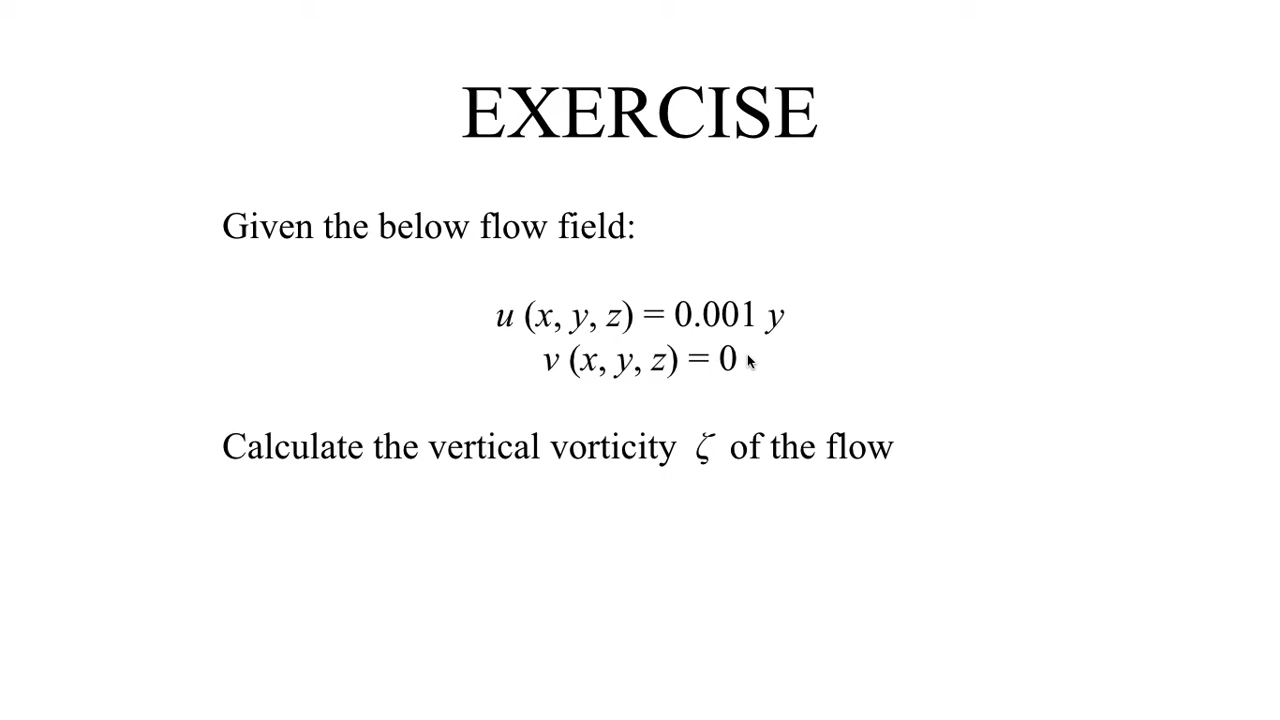 EXERCISE
Given the below flow field:
u (x, y, z) = 0.001 y
v (x, y, z) = 0
Calculate the vertical vorticity ζ of the flow